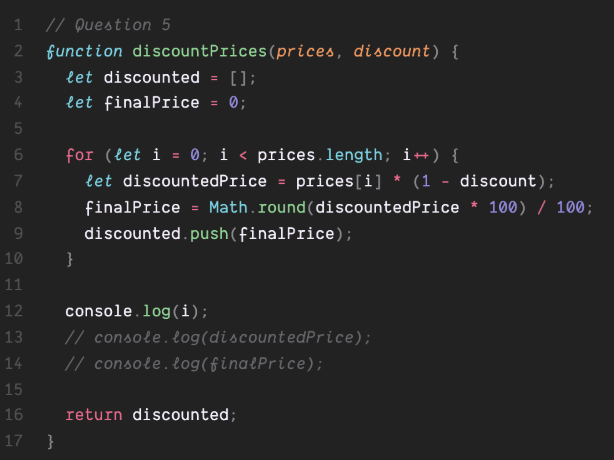 1 // Question 5
2 function discountPrices(prices, discount) {
3 let discounted = [];
4 let finalPrice = 0;
5
6 for (let i = 0; i < prices.length; i++) {
7 let discountedPrice = prices[i] * (1 - discount);
8 finalPrice = Math.round(discountedPrice * 100) / 100;
9 discounted.push(finalPrice);
10 }
11
12 console.log(i);
13 // console.log(discountedPrice);
14 // console.log(finalPrice);
15
16 return discounted;
17 }